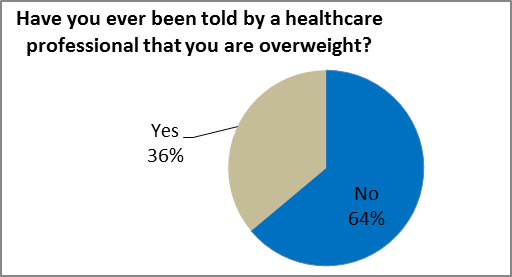 Have you ever been told by a healthcare
professional that you are overweight?
Yes
36%
No
64%